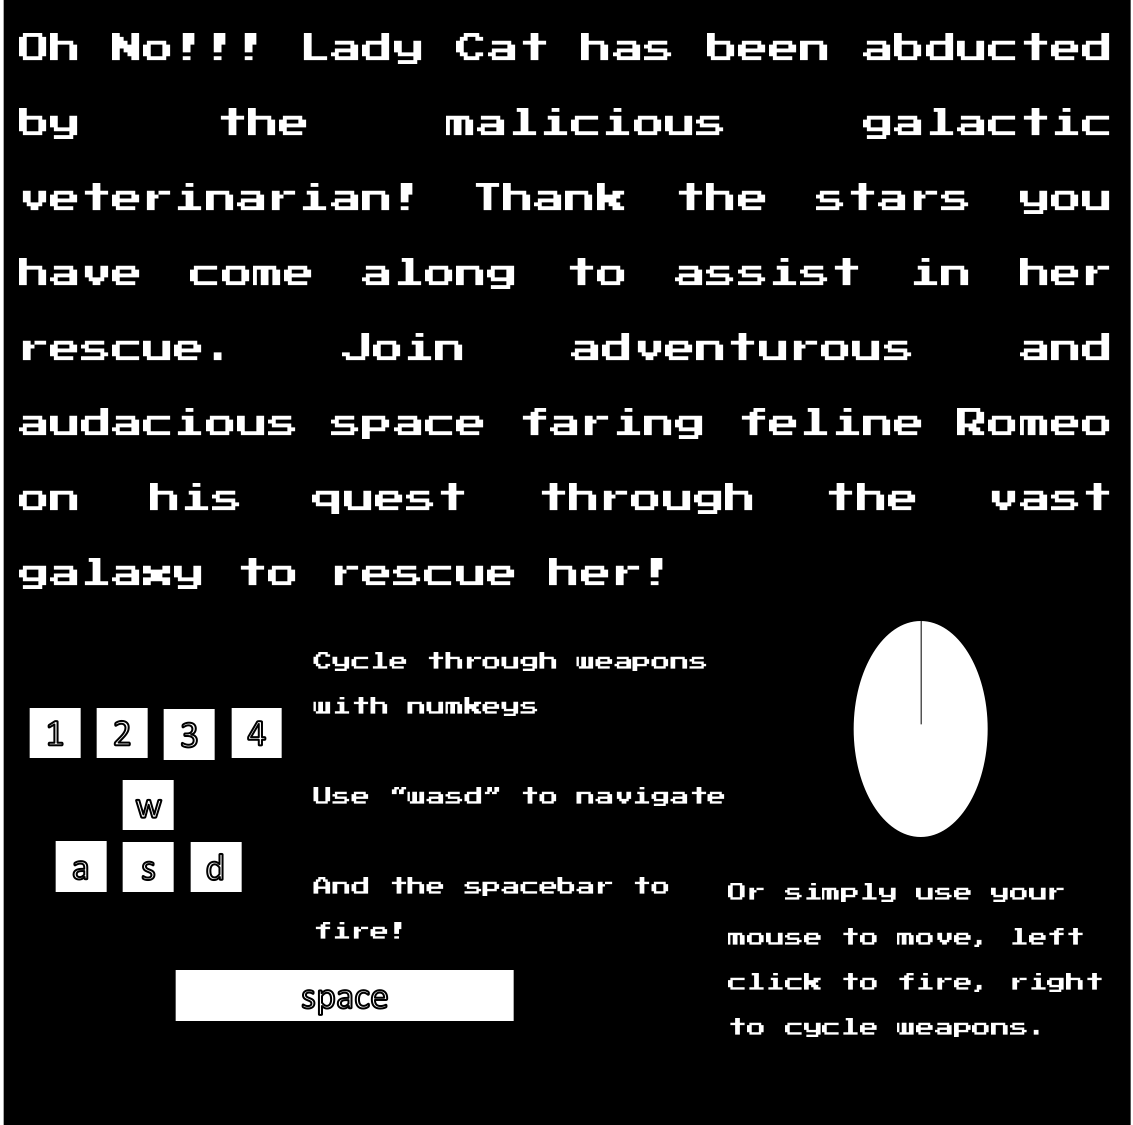 Oh No!!! Lady Cat has been abducted
by the malicious galactic
veterinarian! Thank the stars you
have come along to assist in her
rescue. Join adventurous and
audacious space faring feline Romeo
on his quest through the vast
galaxy to rescue her!
Cycle through weapons
with numkeys
1 2 3 4
Use “wasd” to navigate
w
a s d
And the spacebar to
fire!
space
Or simply use your
mouse to move, left
click to fire, right
to cycle weapons.